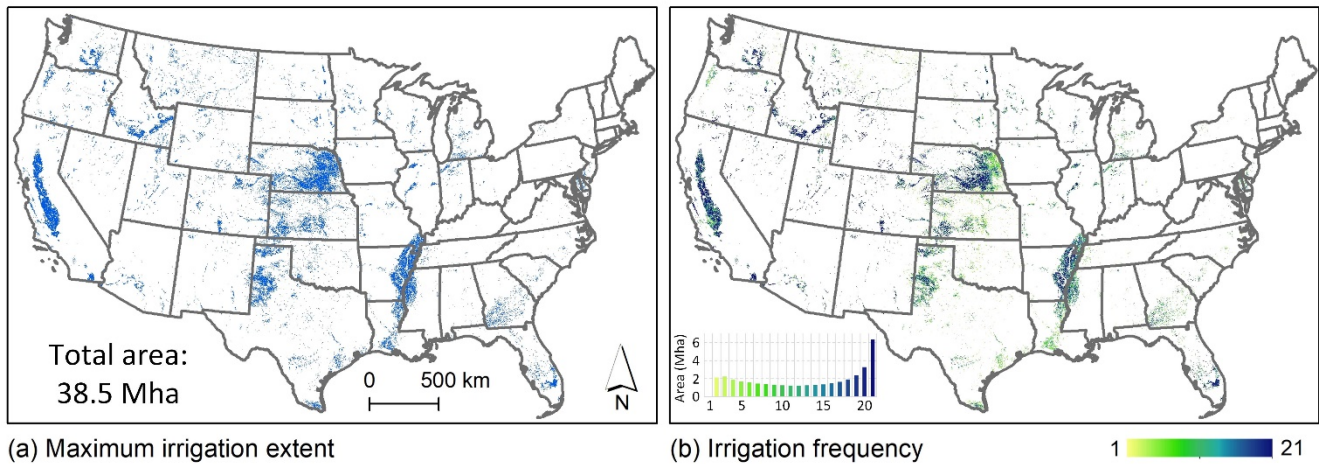 Total area:
38.5 Mha
0 500 km
N
(a) Maximum irrigation extent
Area (Mha)
6
4
2
0
1 5 10 15 20
(b) Irrigation frequency
1 21